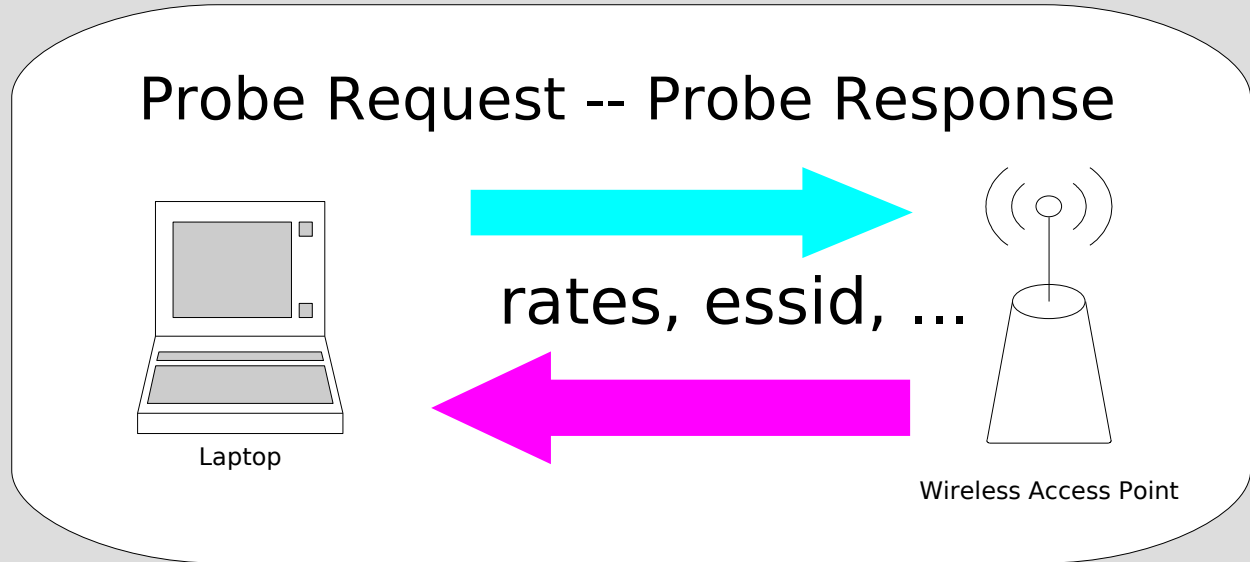 Probe Request -- Probe Response
rates, essid, ...
Laptop
Wireless Access Point